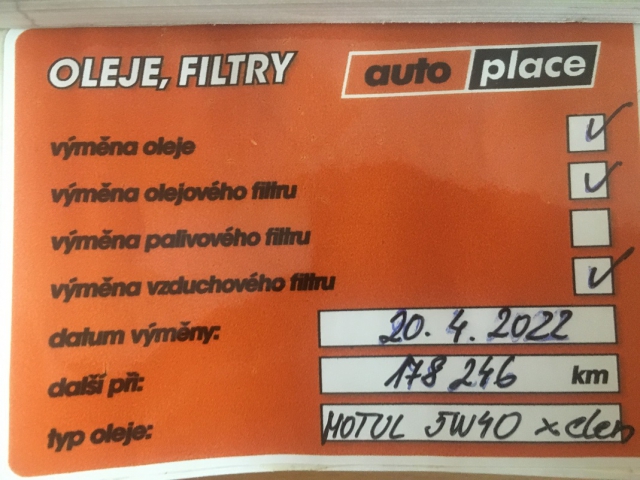 OLEJE, FILTRY auto place
výměna oleje
výměna olejového filtru
výměna palivového filtru
výměna vzduchového filtru
datum výměny: 20. 4. 2022
další při: 178 246 km
typ oleje: MOTUL 5W40